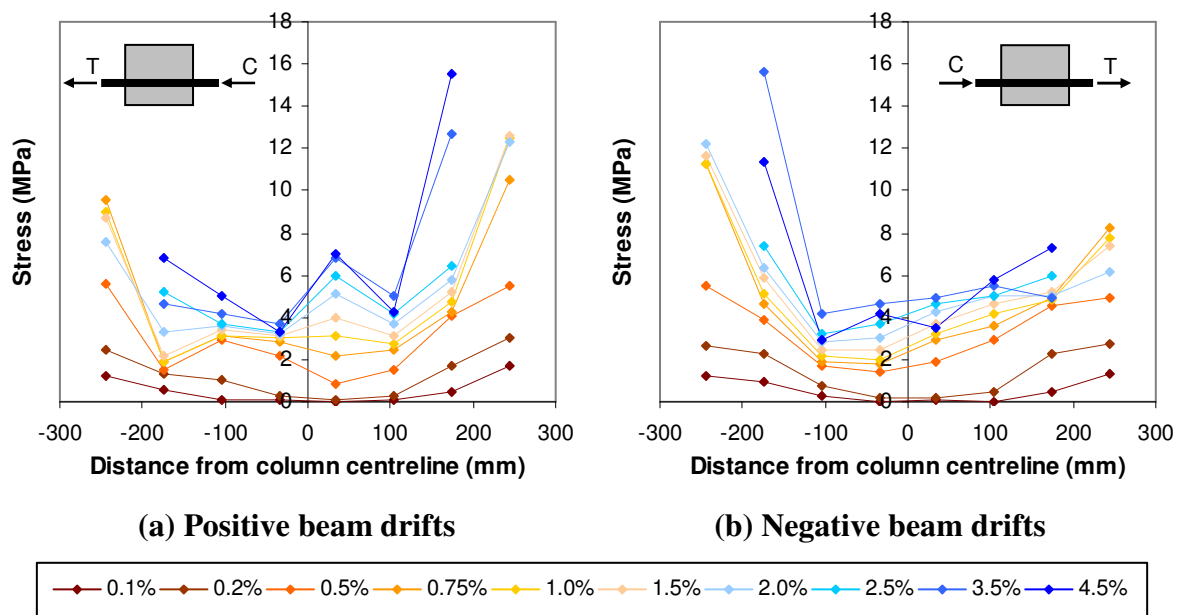 18
16
14
12
10
8
6
4
2
0
Stress (MPa)
T
C
-300 -200 -100 0 100 200 300
Distance from column centreline (mm)
(a) Positive beam drifts
18
16
14
12
10
8
6
4
2
0
Stress (MPa)
C
T
-300 -200 -100 0 100 200 300
Distance from column centreline (mm)
(b) Negative beam drifts
0.1% 0.2% 0.5% 0.75% 1.0% 1.5% 2.0% 2.5% 3.5% 4.5%